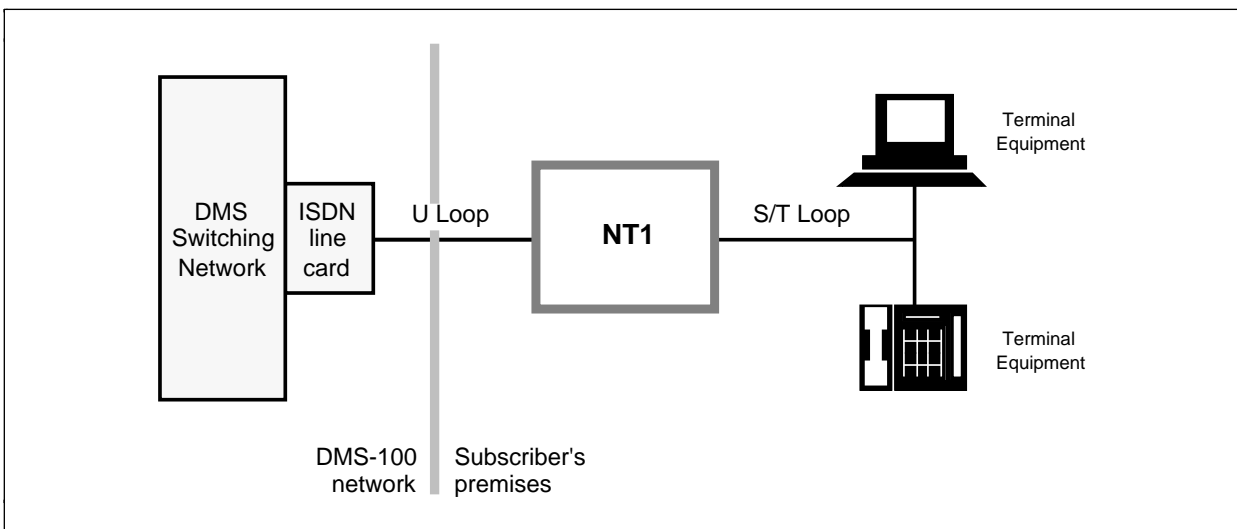 DMS
Switching
Network
ISDN
line
card
U Loop
NT1
S/T Loop
Terminal
Equipment
Terminal
Equipment
DMS-100
network
Subscriber's
premises